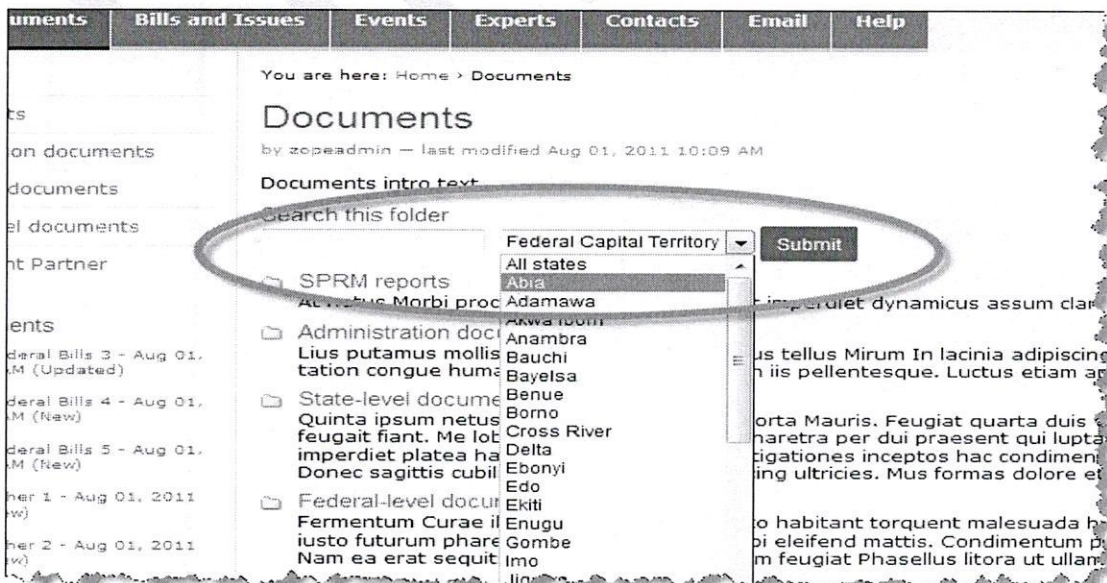 uments Bills and Issues Events Experts Contacts Email Help
You are here: Home › Documents
ts
on documents
documents
el documents
nt Partner
ents
deral Bills 3 - Aug 01,
AM (Updated)
deral Bills 4 - Aug 01,
AM (New)
deral Bills 5 - Aug 01,
AM (New)
her 1 - Aug 01, 2011
w)
her 2 - Aug 01, 2011
w)
Documents
by zopeadmin — last modified Aug 01, 2011 10:09 AM
Documents intro text
Search this folder
Federal Capital Territory Submit
All states
Abia
Adamawa
Akwa Ibom
Anambra
Bauchi
Bayelsa
Benue
Borno
Cross River
Delta
Ebonyi
Edo
Ekiti
Enugu
Gombe
Imo
SPRM reports
Morbi proc imperdiet dynamicus assum clar
Administration doc
Lius putamus mollis us tellus Mirum In lacinia adipiscing
tation congue huma iis pellentesque. Luctus etiam
State-level docume
Quinta ipsum netus orta Mauris. Feugiat quarta duis
feugait fiant. Me lob haretra per dui praesent qui lupta
imperdiet platea ha tigationes inceptos hac condimen
Donec sagittis cubil ing ultricies. Mus formas dolore et
Federal-level docu
Fermentum Curae il o habitant torquent malesuada h
iusto futurum phare pi eleifend mattis. Condimentum p
Nam ea erat sequit m feugiat Phasellus litora ut ullam